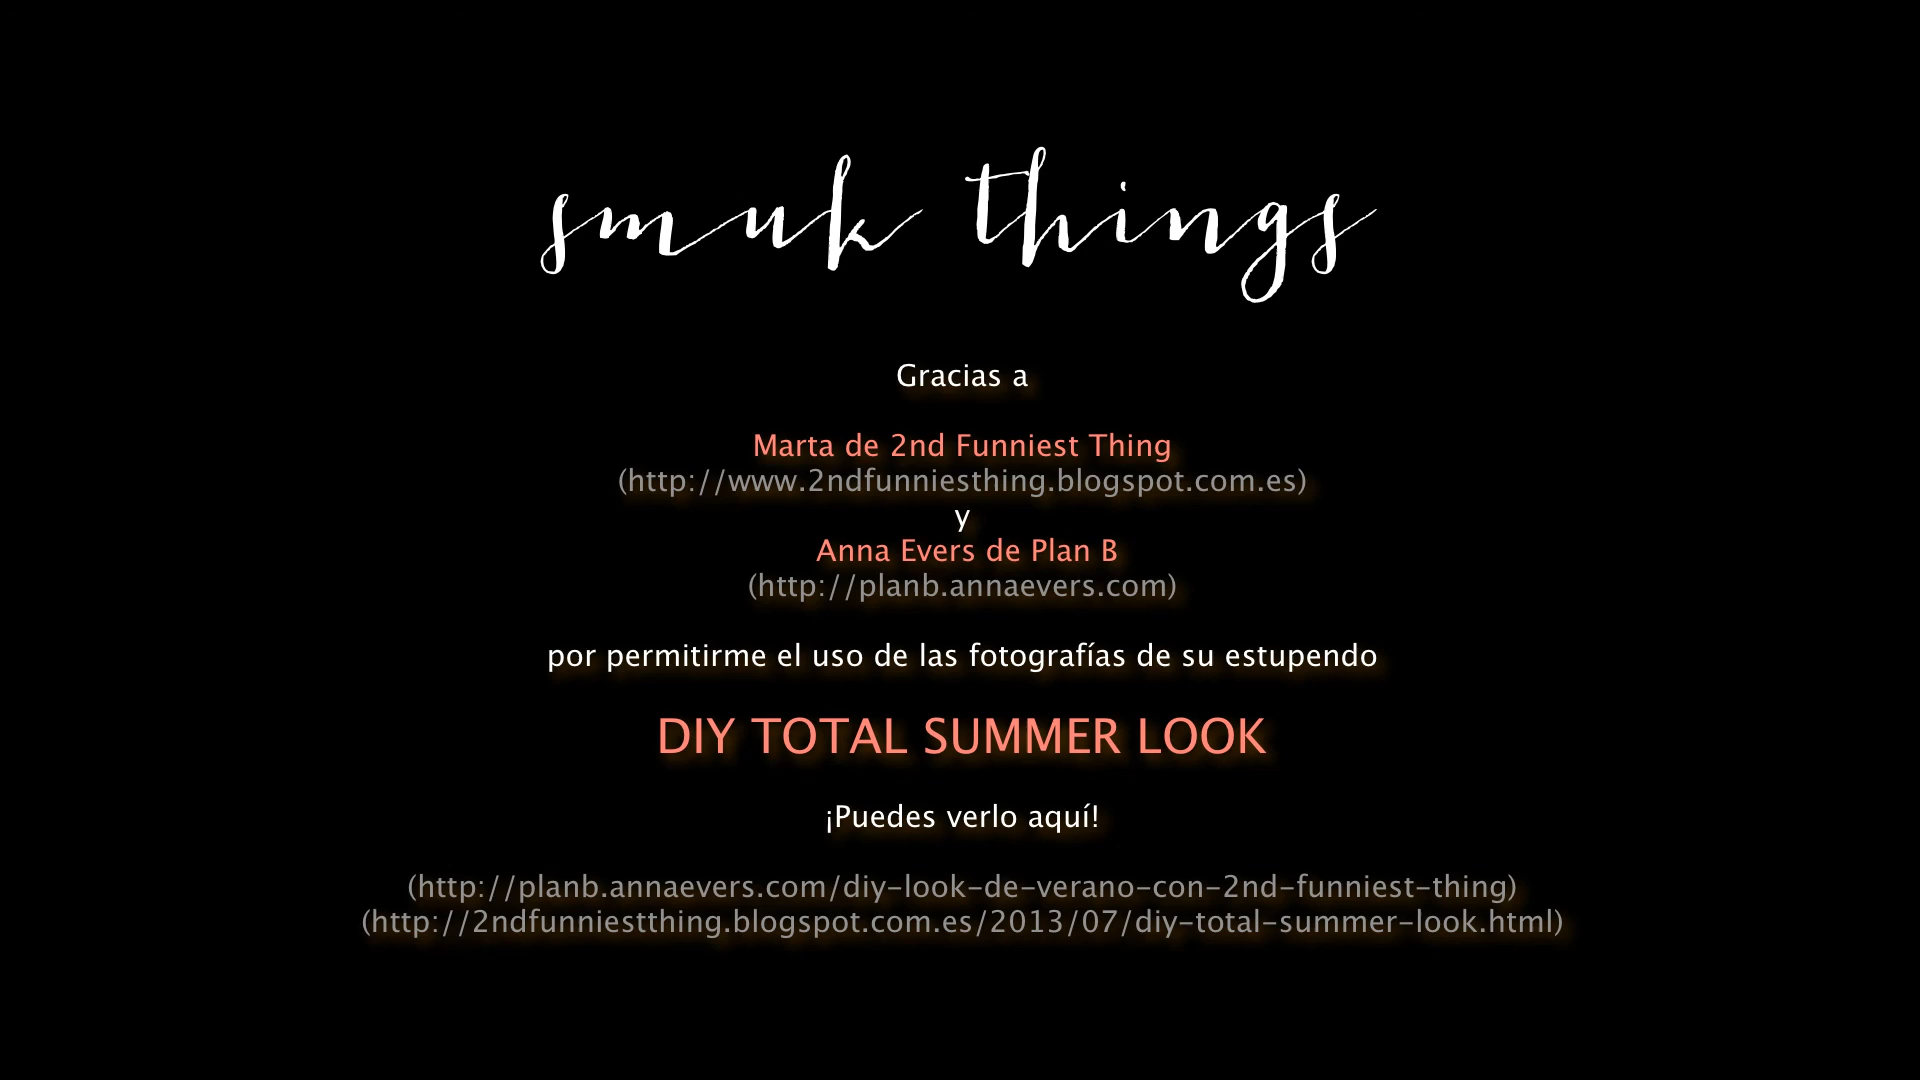 smuk things
Gracias a
Marta de 2nd Funniest Thing
(http://www.2ndfunniesthing.blogspot.com.es)
y
Anna Evers de Plan B
(http://planb.annaevers.com)
por permitirme el uso de las fotografías de su estupendo
DIY TOTAL SUMMER LOOK
¡Puedes verlo aquí!
(http://planb.annaevers.com/diy-look-de-verano-con-2nd-funniest-thing)
(http://2ndfunniestthing.blogspot.com.es/2013/07/diy-total-summer-look.html)